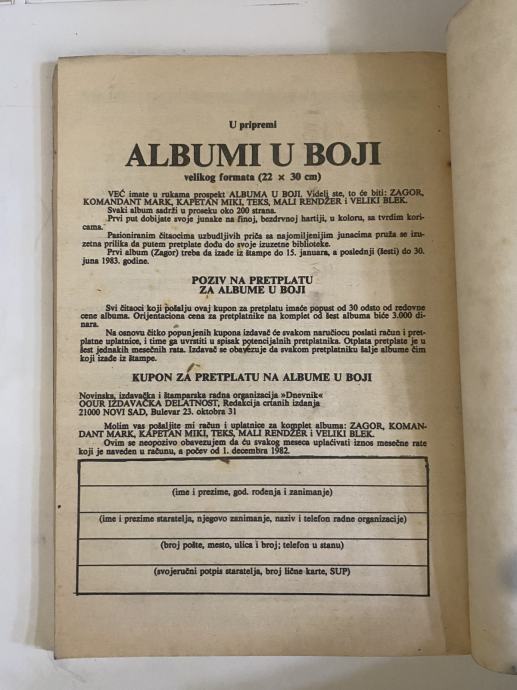 U pripremi
ALBUMI U BOJI
velikog formata (22 × 30 cm)
VEĆ imate u rukama prospekt ALBUMA U BOJI. Videli ste, to će biti: ZAGOR,
KOMANDANT MARK, KAPETAN MIKI, TEKS, MALI RENDŽER i VELIKI BLEK.
Svaki album sadrži u proseku oko 200 strana.
Prvi put dobijate svoje junake na finoj, bezdrvnoj hartiji, u koloru, sa tvrdim kori-
cama.
Pasioniranim čitaocima uzbudljivih priča sa najomiljenijim junacima pruža se izu-
zetna prilika da putem pretplate dođu do svoje izuzetne biblioteke.
Prvi album (Zagor) treba da izađe iz štampe do 15. januara, a poslednji (šesti) do 30.
juna 1983. godine.
POZIV NA PRETPLATU
ZA ALBUME U BOJI
Svi čitaoci koji pošalju ovaj kupon za pretplatu imaće popust od 30 odsto od redovne
cene albuma. Orijentaciona cena za pretplatnike na komplet od šest albuma biće 3.000 di-
nara.
Na osnovu čitko popunjenih kupona izdavač će svakom naručiocu poslati račun i pret-
platne uplatnice, i time ga uvrstiti u spisak potencijalnih pretplatnika. Otplata pretplate je u
šest jednakih mesečnih rata. Izdavač se obavezuje da svakom pretplatniku šalje albume čim
koji izađe iz štampe.
KUPON ZA PRETPLATU NA ALBUME U BOJI
Novinska, izdavačka i štamparska radna organizacija »Dnevnik«
OOUR IZDAVAČKA DELATNOST, Redakcija crtanih izdanja
21000 NOVI SAD, Bulevar 23. oktobra 31
Molim vas pošaljite mi račun i uplatnice za komplet albuma: ZAGOR, KOMAN-
DANT MARK, KAPETAN MIKI, TEKS, MALI RENDŽER i VELIKI BLEK.
Ovim se neopozivo obavezujem da ću svakog meseca uplaćivati iznos mesečne rate
koji je naveden u računu, a počev od 1. decembra 1982.
(ime i prezime, god. rođenja i zanimanje)
(ime i prezime staratelja, njegovo zanimanje, naziv i telefon radne organizacije)
(broj pošte, mesto, ulica i broj; telefon u stanu)
(svojeručni potpis staratelja, broj lične karte, SUP)